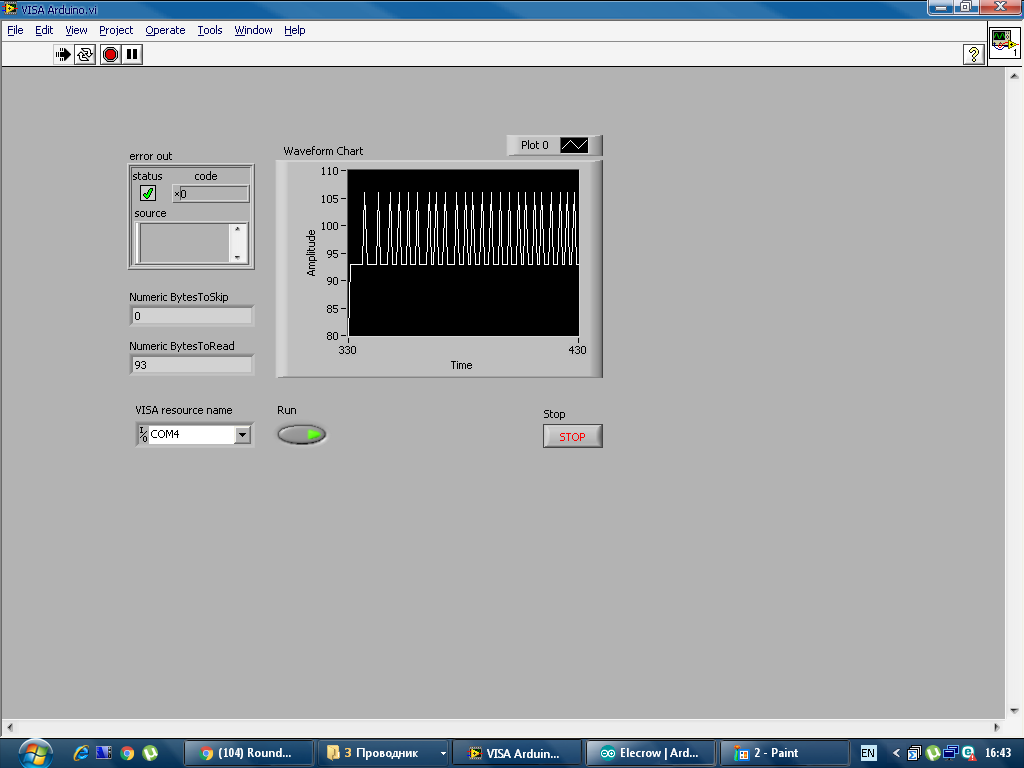 VISA Arduino.vi
File Edit View Project Operate Tools Window Help
?
1
error out
status code
×0
source
Waveform Chart
Plot 0
110
105
100
95
90
85
80
Amplitude
330 430
Time
Numeric BytesToSkip
0
Numeric BytesToRead
93
VISA resource name
I/O COM4
Run
Stop
STOP
(104) Round...
3 Проводник
VISA Arduin...
Elecrow | Ard...
2 - Paint
EN
16:43